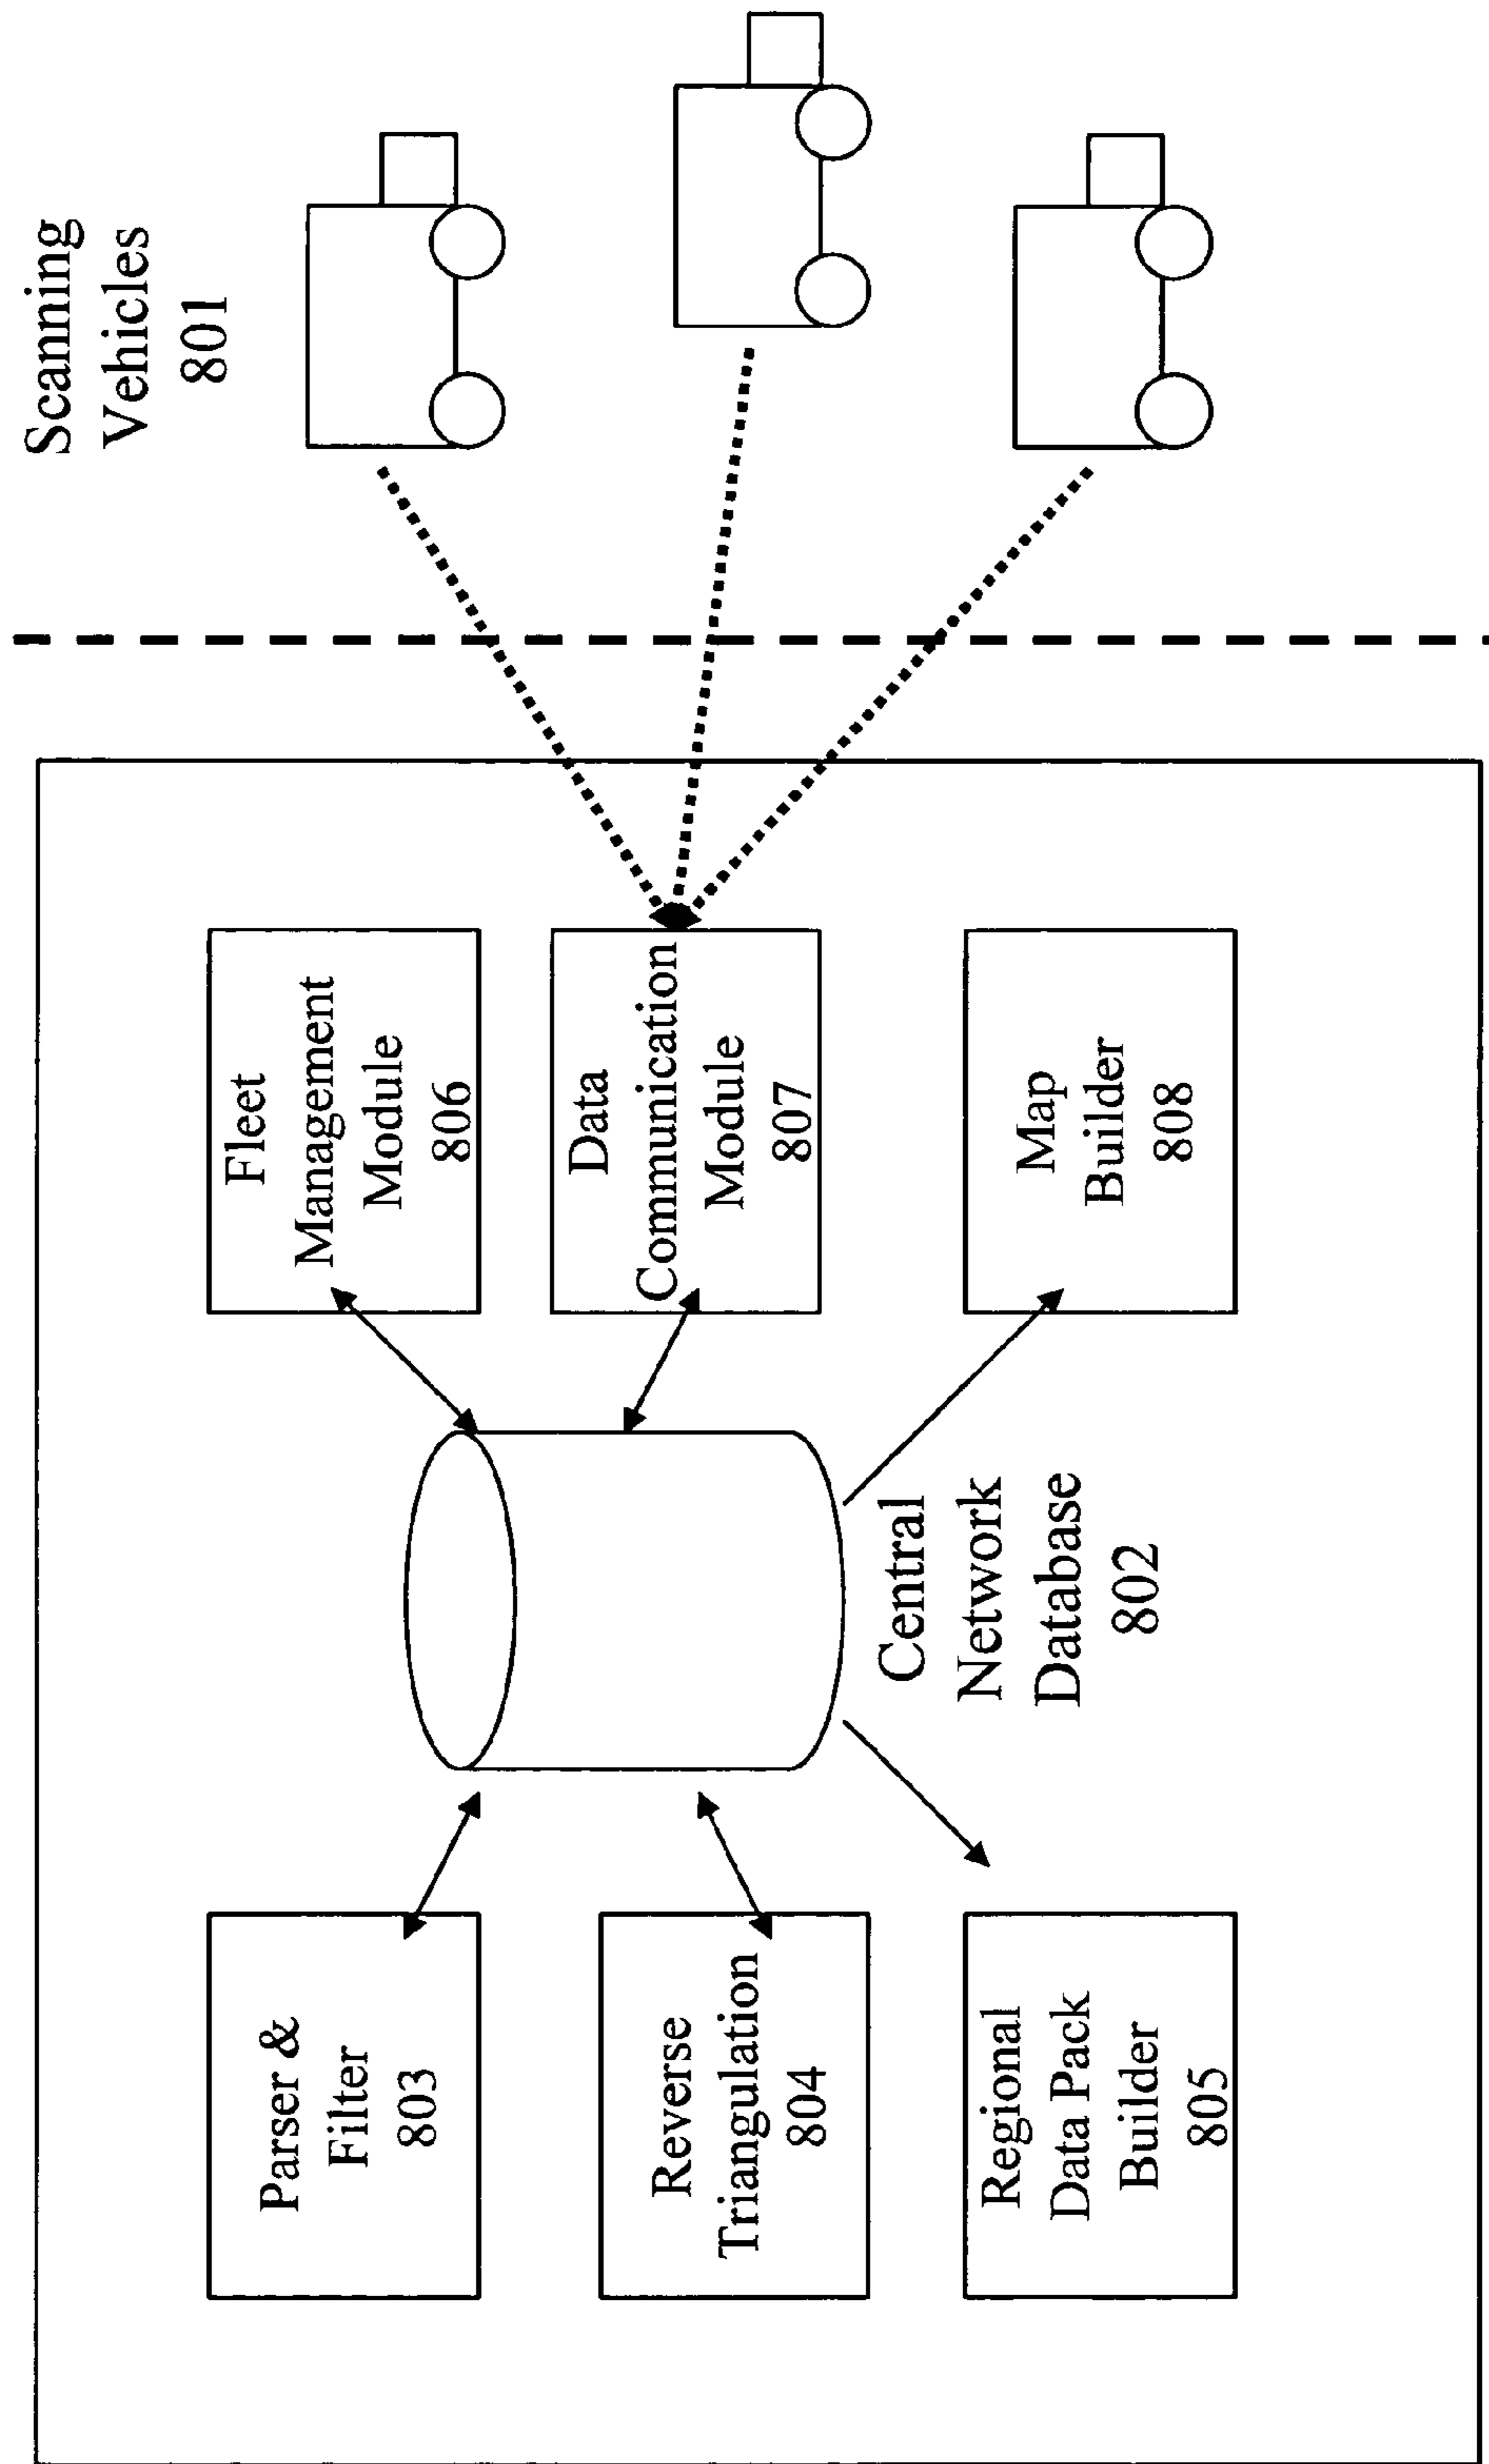 Scanning
Vehicles
801
Parser &
Filter
803
Reverse
Triangulation
804
Regional
Data Pack
Builder
805
Central
Network
Database
802
Fleet
Management
Module
806
Data
Communication
Module
807
Map
Builder
808